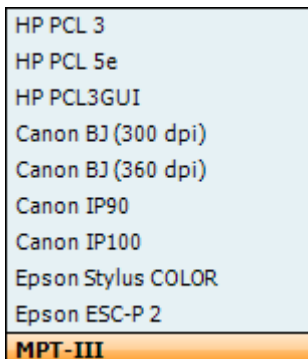 HP PCL 3
HP PCL 5e
HP PCL3GUI
Canon BJ (300 dpi)
Canon BJ (360 dpi)
Canon IP90
Canon IP100
Epson Stylus COLOR
Epson ESC-P 2
MPT-III